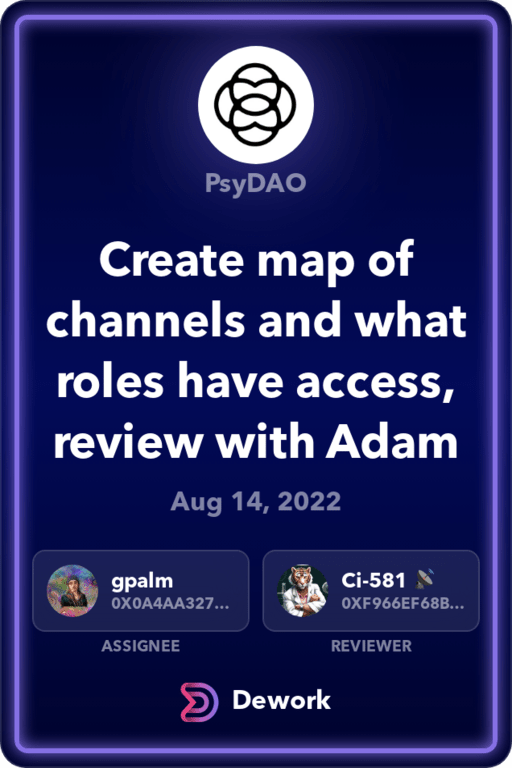 PsyDAO
Create map of
channels and what
roles have access,
review with Adam
Aug 14, 2022
gpalm
0X0A4AA327...
ASSIGNEE
Ci-581 📡
0XF966EF68B...
REVIEWER
Dework